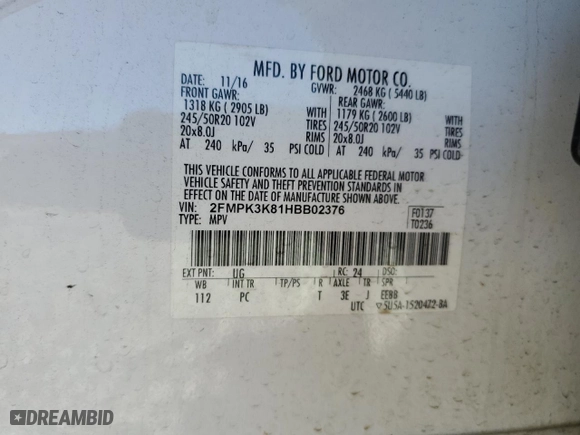 MFD. BY FORD MOTOR CO.
DATE: 11/16 GVWR: 2468 KG ( 5440 LB)
FRONT GAWR: REAR GAWR:
1318 KG ( 2905 LB) WITH 1179 KG ( 2600 LB) WITH
245/50R20 102V TIRES 245/50R20 102V TIRES
20x8.0J RIMS 20x8.0J RIMS
AT 240 kPa/ 35 PSI COLD AT 240 kPa/ 35 PSI COLD
THIS VEHICLE CONFORMS TO ALL APPLICABLE FEDERAL MOTOR
VEHICLE SAFETY AND THEFT PREVENTION STANDARDS IN
EFFECT ON THE DATE OF MANUFACTURE SHOWN ABOVE.
VIN: 2FMPK3K81HBB02376 F0137
TYPE: MPV T0236
EXT PNT: UG RC: 24 DSO:
WB INT TR TP/PS R AXLE TR SPR
112 PC T 3E J EEBB
UTC 5U5A-1520472-BA
DREAMBID